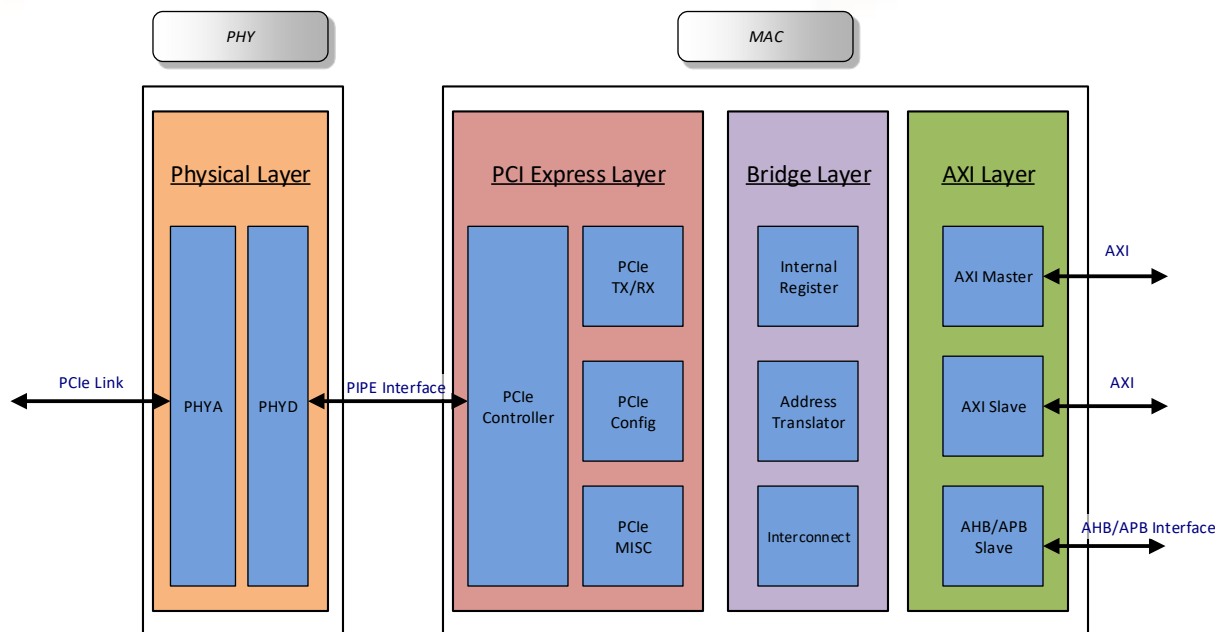 PHY
MAC
Physical Layer
PCI Express Layer
Bridge Layer
AXI Layer
PCIe
TX/RX
Internal
Register
AXI Master
AXI
PCIe Link
PHYA
PHYD
PIPE Interface
PCIe
Controller
PCIe
Config
Address
Translator
AXI Slave
AXI
PCIe
MISC
Interconnect
AHB/APB
Slave
AHB/APB Interface